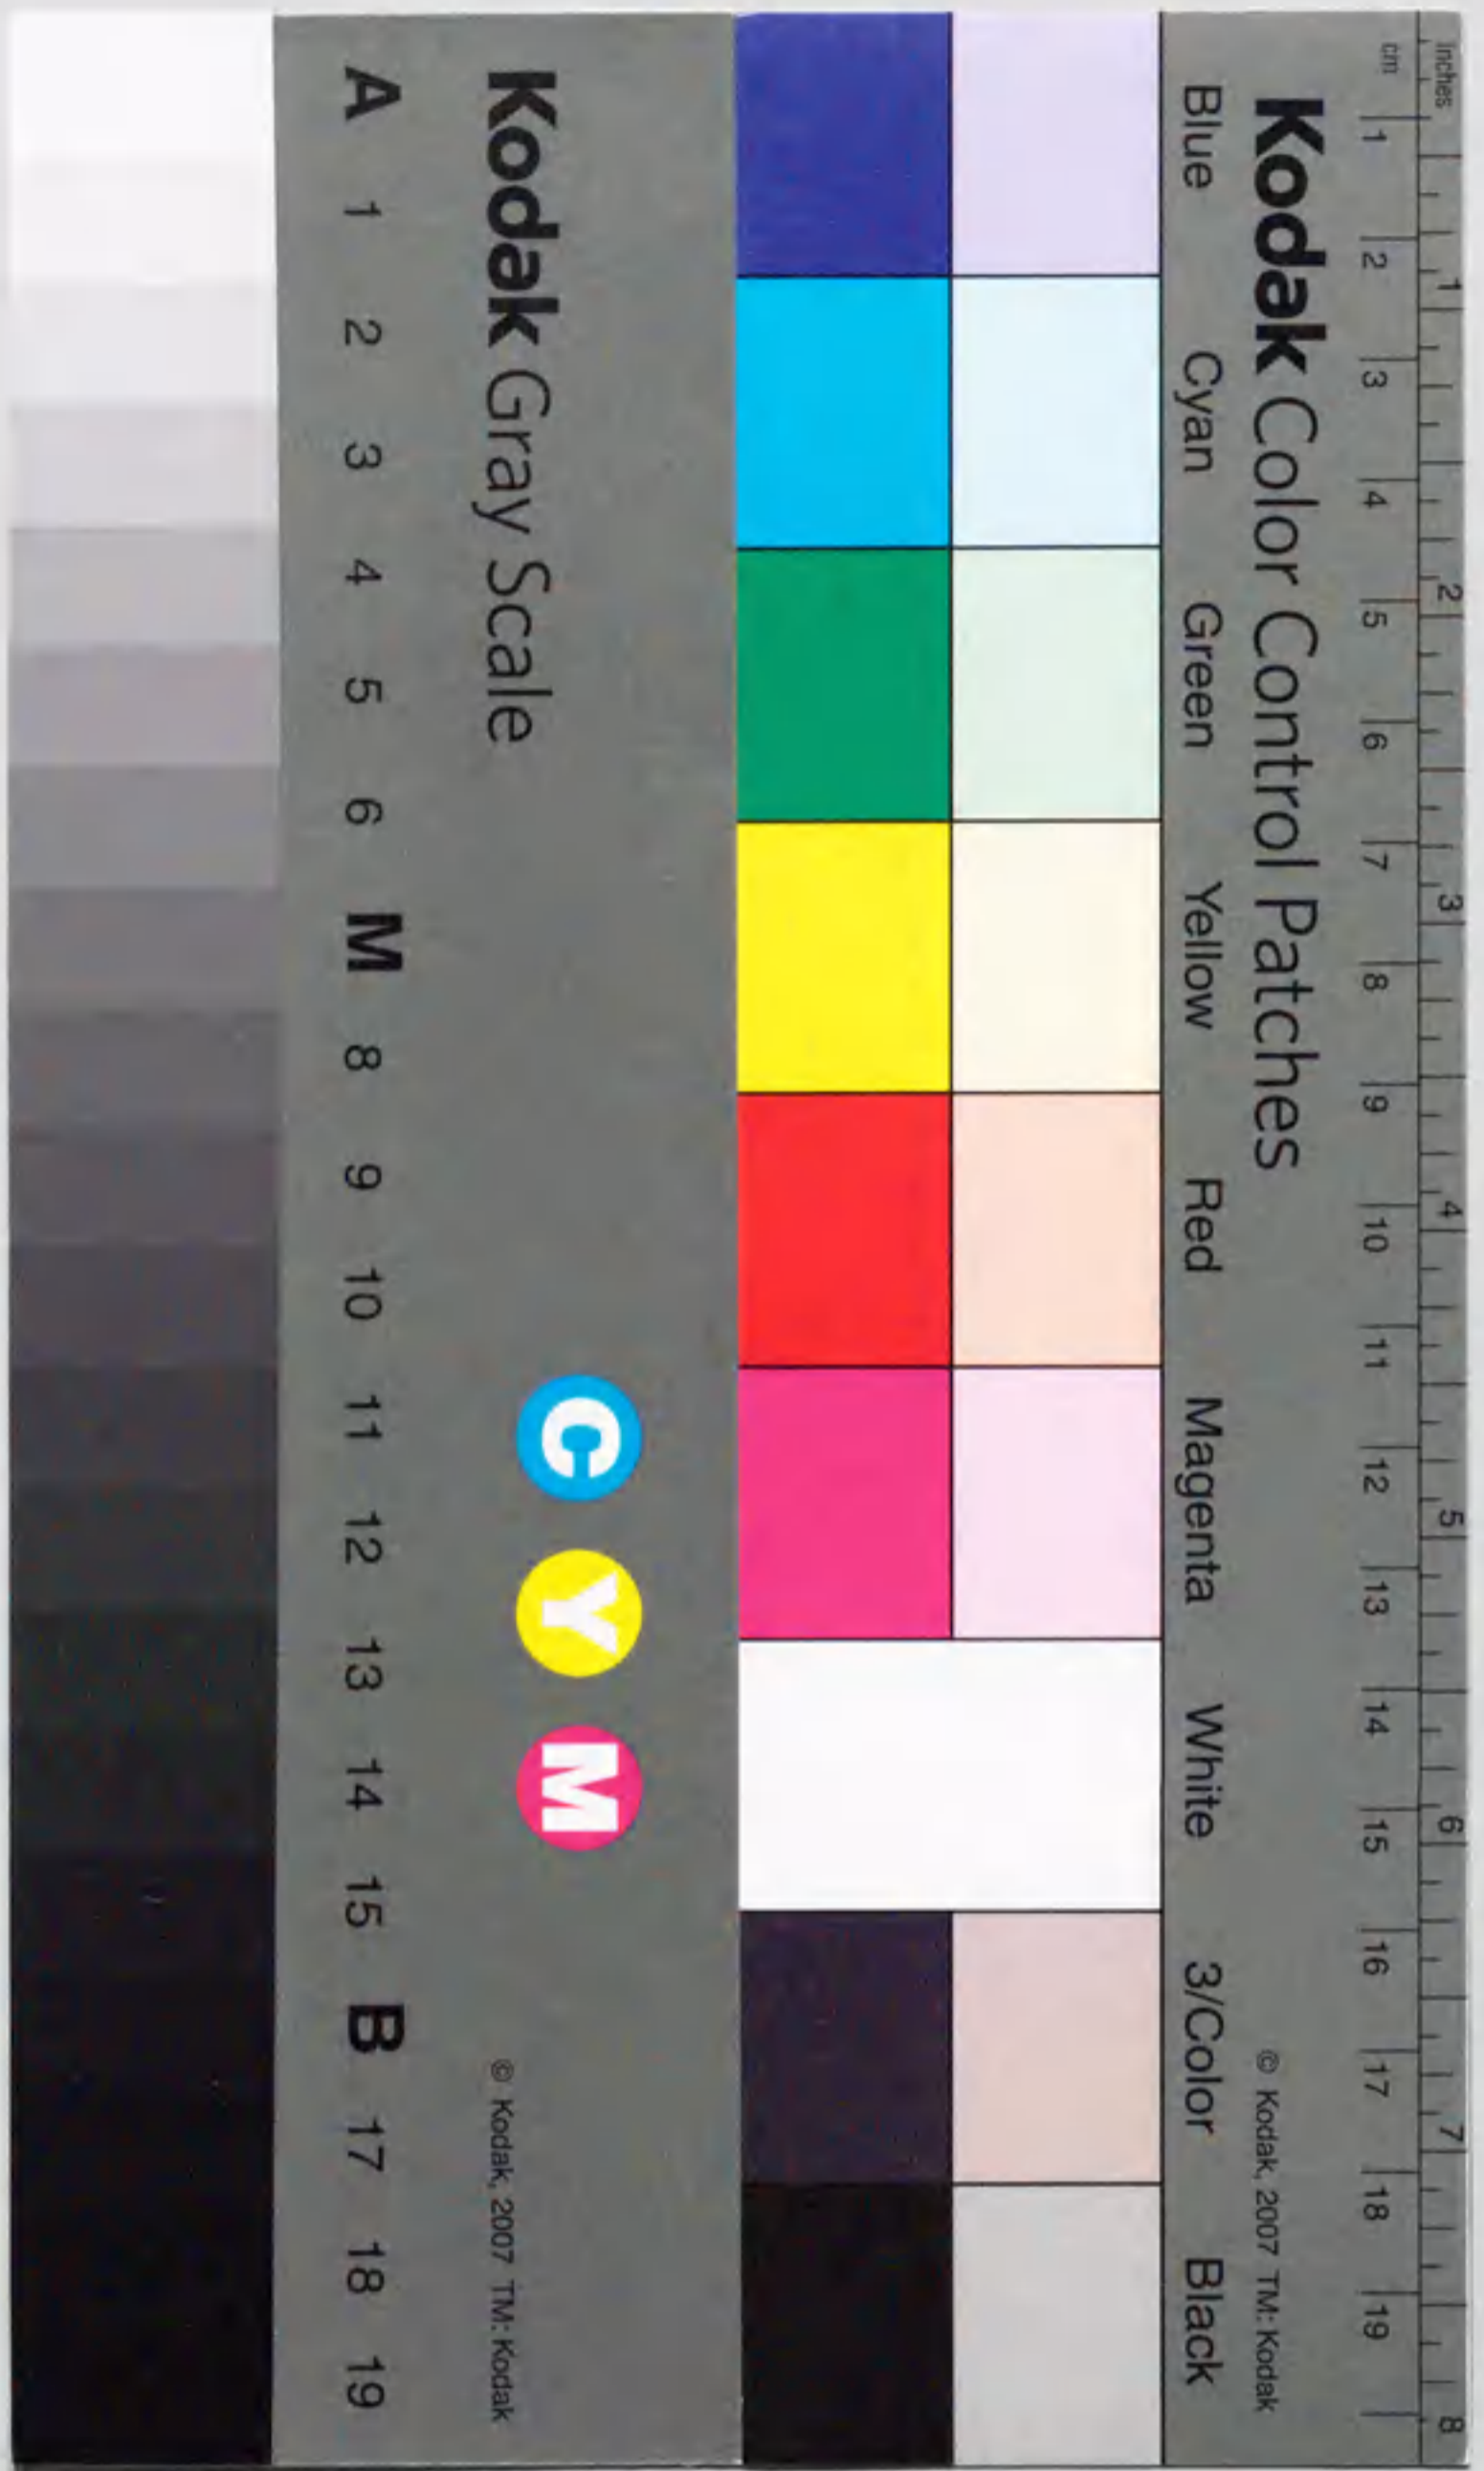 inches 1 2 3 4 5 6 7 8
cm 1 2 3 4 5 6 7 8 9 10 11 12 13 14 15 16 17 18 19
Kodak Color Control Patches
© Kodak, 2007 TM: Kodak
Blue Cyan Green Yellow Red Magenta White 3/Color Black
Kodak Gray Scale
C Y M
© Kodak, 2007 TM: Kodak
A 1 2 3 4 5 6 M 8 9 10 11 12 13 14 15 B 17 18 19